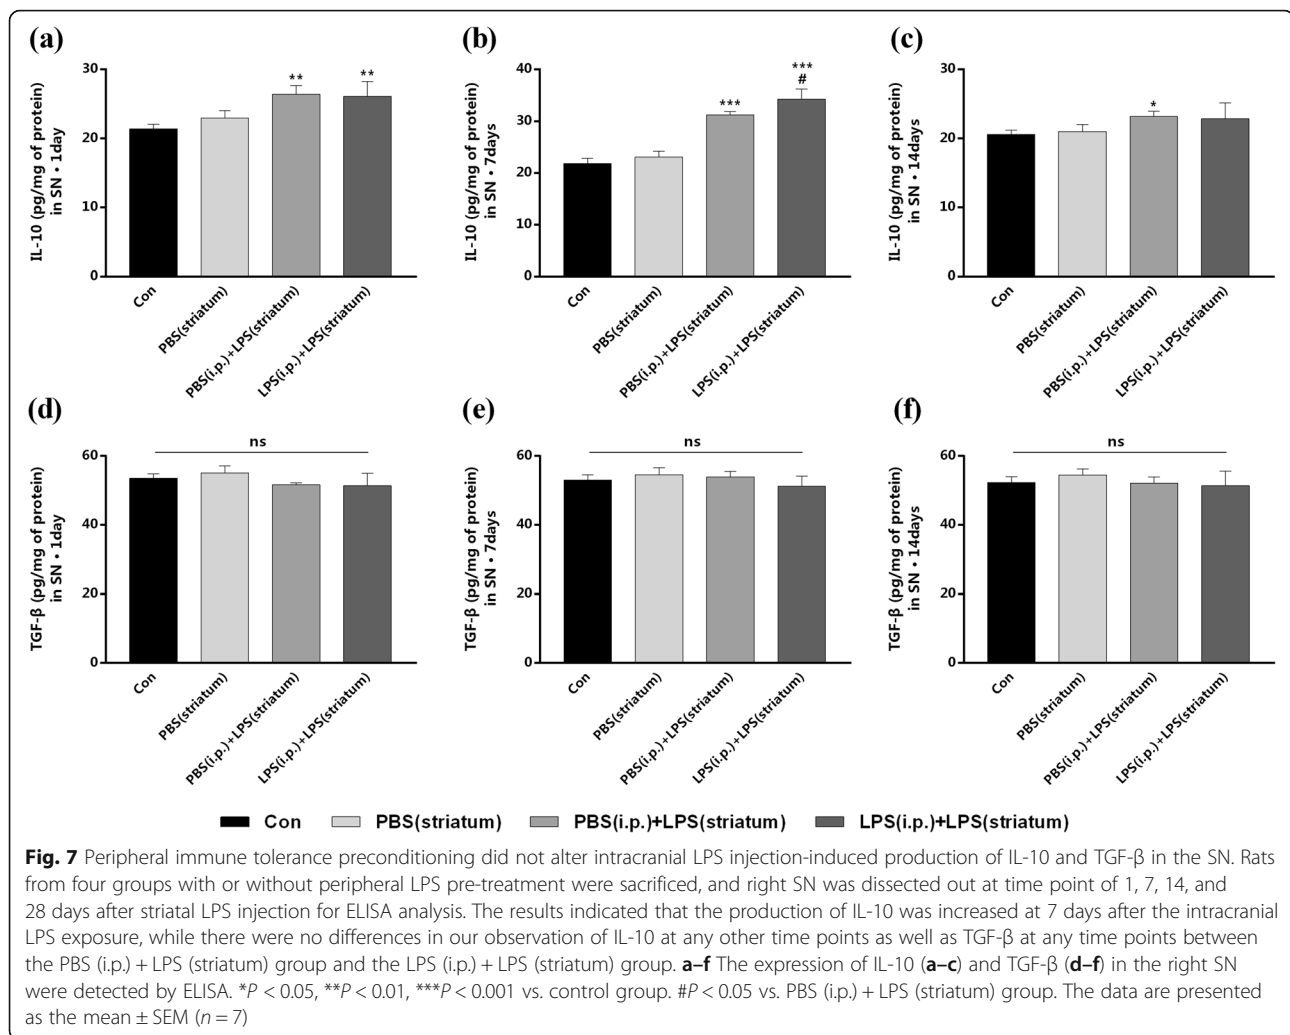 (a)
IL-10 (pg/mg of protein)
in SN • 1day
30
20
10
0
**
**
Con
PBS(striatum)
PBS(i.p.)+LPS(striatum)
LPS(i.p.)+LPS(striatum)
(b)
IL-10 (pg/mg of protein)
in SN • 7days
40
30
20
10
0
***
***
#
Con
PBS(striatum)
PBS(i.p.)+LPS(striatum)
LPS(i.p.)+LPS(striatum)
(c)
IL-10 (pg/mg of protein)
in SN • 14days
30
20
10
0
*
Con
PBS(striatum)
PBS(i.p.)+LPS(striatum)
LPS(i.p.)+LPS(striatum)
(d)
TGF-β (pg/mg of protein)
in SN • 1day
60
40
20
0
ns
Con
PBS(striatum)
PBS(i.p.)+LPS(striatum)
LPS(i.p.)+LPS(striatum)
(e)
TGF-β (pg/mg of protein)
in SN • 7days
60
40
20
0
ns
Con
PBS(striatum)
PBS(i.p.)+LPS(striatum)
LPS(i.p.)+LPS(striatum)
(f)
TGF-β (pg/mg of protein)
in SN • 14days
60
40
20
0
ns
Con
PBS(striatum)
PBS(i.p.)+LPS(striatum)
LPS(i.p.)+LPS(striatum)
Con PBS(striatum) PBS(i.p.)+LPS(striatum) LPS(i.p.)+LPS(striatum)
Fig. 7 Peripheral immune tolerance preconditioning did not alter intracranial LPS injection-induced production of IL-10 and TGF-β in the SN. Rats
from four groups with or without peripheral LPS pre-treatment were sacrificed, and right SN was dissected out at time point of 1, 7, 14, and
28 days after striatal LPS injection for ELISA analysis. The results indicated that the production of IL-10 was increased at 7 days after the intracranial
LPS exposure, while there were no differences in our observation of IL-10 at any other time points as well as TGF-β at any time points between
the PBS (i.p.) + LPS (striatum) group and the LPS (i.p.) + LPS (striatum) group. a–f The expression of IL-10 (a–c) and TGF-β (d–f) in the right SN
were detected by ELISA. *P < 0.05, **P < 0.01, ***P < 0.001 vs. control group. #P < 0.05 vs. PBS (i.p.) + LPS (striatum) group. The data are presented
as the mean ± SEM (n = 7)